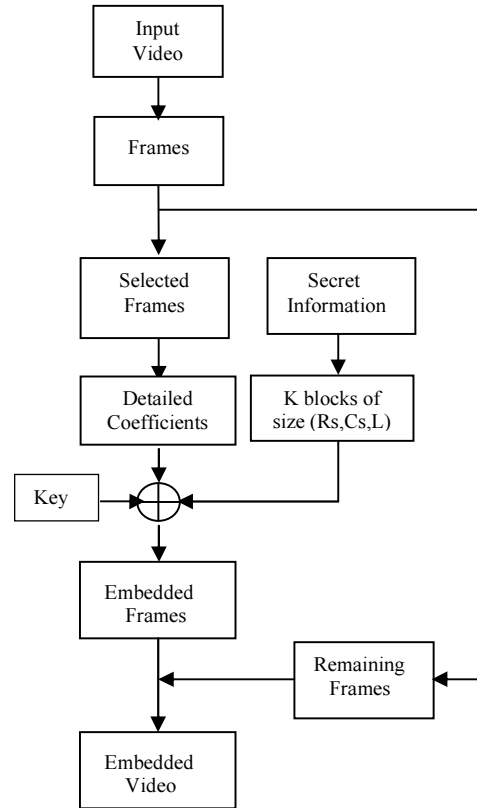 Input
Video
Frames
Selected
Frames
Secret
Information
Detailed
Coefficients
K blocks of
size (Rs,Cs,L)
Key
Embedded
Frames
Remaining
Frames
Embedded
Video